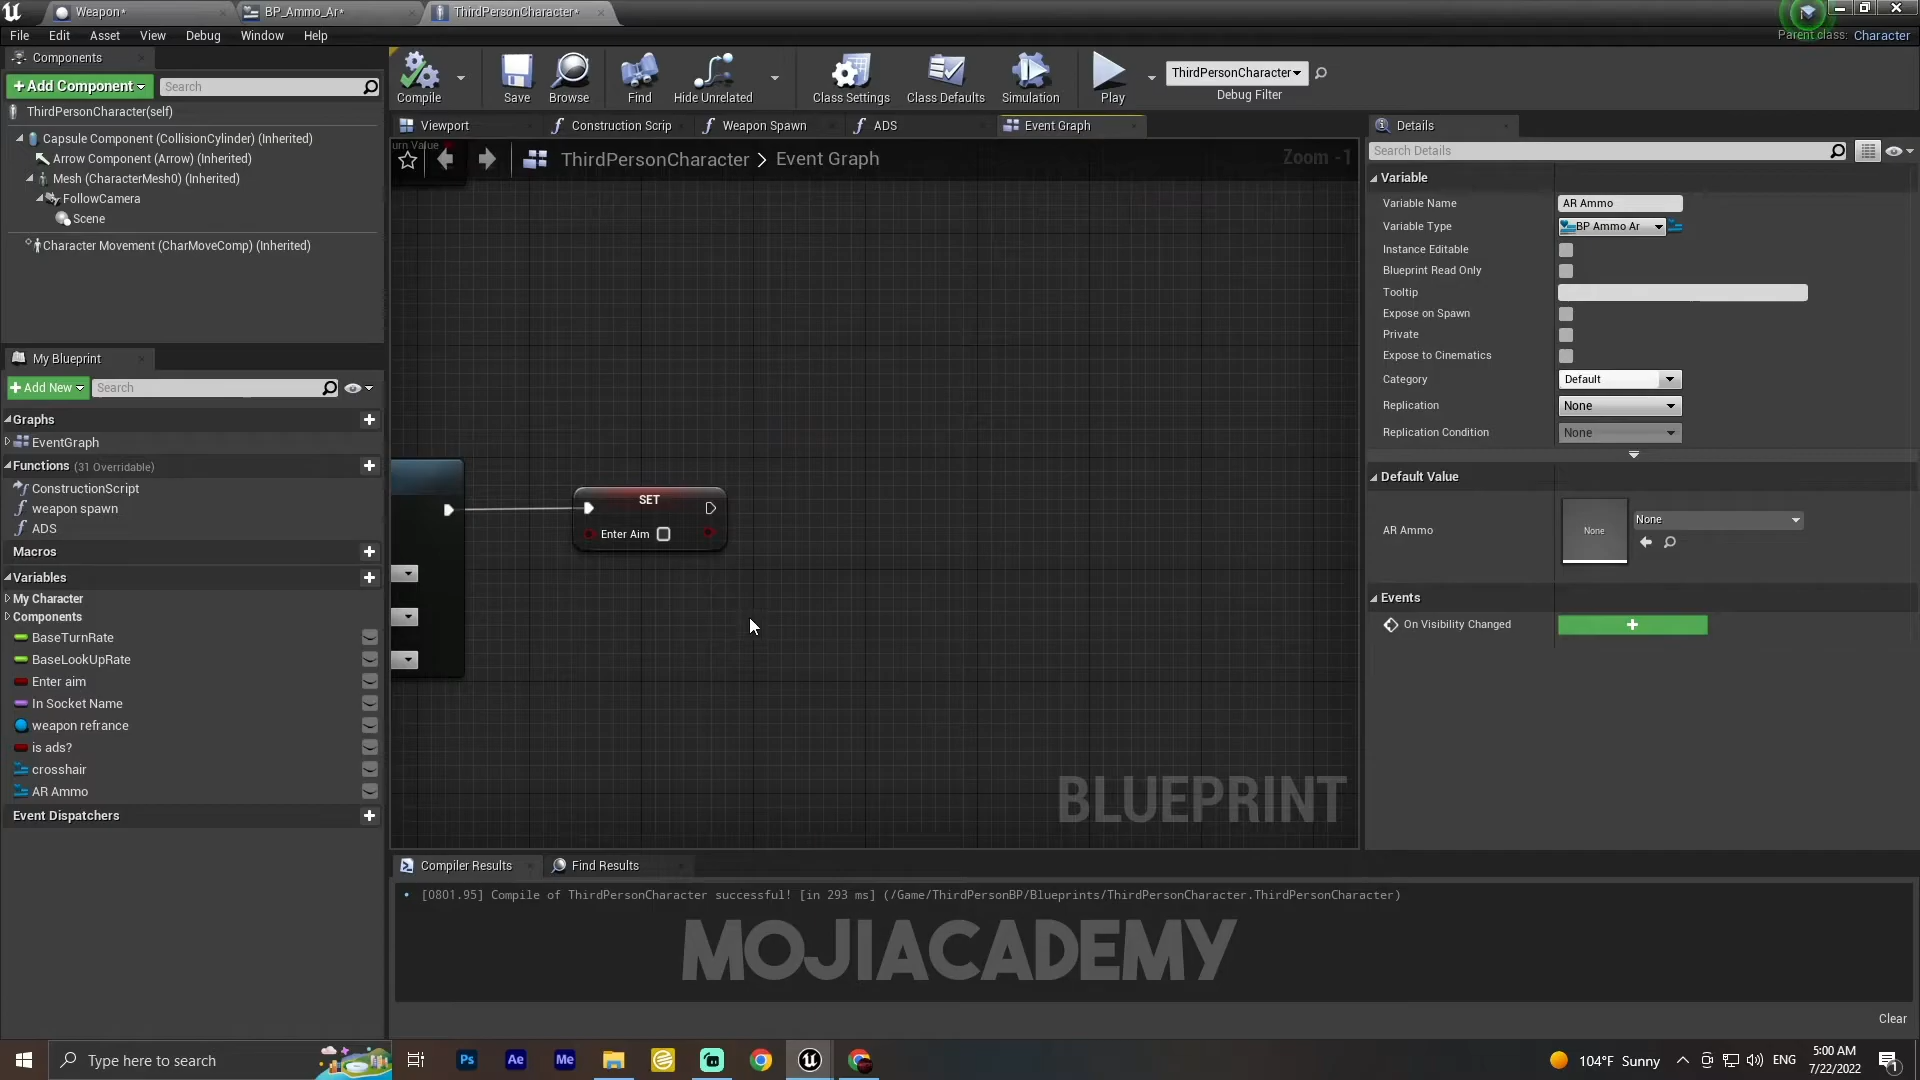 Weapon*
BP_Ammo_Ar*
ThirdPersonCharacter*
File Edit Asset View Debug Window Help
Parent class: Character
Components
+ Add Component
Search
ThirdPersonCharacter(self)
Capsule Component (CollisionCylinder) (Inherited)
Arrow Component (Arrow) (Inherited)
Mesh (CharacterMesh0) (Inherited)
FollowCamera
Scene
Character Movement (CharMoveComp) (Inherited)
Compile
Save
Browse
Find
Hide Unrelated
Class Settings
Class Defaults
Simulation
Play
ThirdPersonCharacter
Debug Filter
Viewport
Construction Scrip
Weapon Spawn
ADS
Event Graph
urn Value
ThirdPersonCharacter > Event Graph
Zoom -1
SET
Enter Aim
BLUEPRINT
My Blueprint
+ Add New
Search
Graphs
EventGraph
Functions (31 Overridable)
ConstructionScript
weapon spawn
ADS
Macros
Variables
My Character
Components
BaseTurnRate
BaseLookUpRate
Enter aim
In Socket Name
weapon refrance
is ads?
crosshair
AR Ammo
Event Dispatchers
Details
Search Details
Variable
Variable Name AR Ammo
Variable Type BP Ammo Ar
Instance Editable
Blueprint Read Only
Tooltip
Expose on Spawn
Private
Expose to Cinematics
Category Default
Replication None
Replication Condition None
Default Value
AR Ammo None None
Events
On Visibility Changed +
Compiler Results
Find Results
[0801.95] Compile of ThirdPersonCharacter successful! [in 293 ms] (/Game/ThirdPersonBP/Blueprints/ThirdPersonCharacter.ThirdPersonCharacter)
MOJIACADEMY
Clear
Type here to search
Ps
Ae
Me
104°F Sunny
ENG
5:00 AM
7/22/2022
1